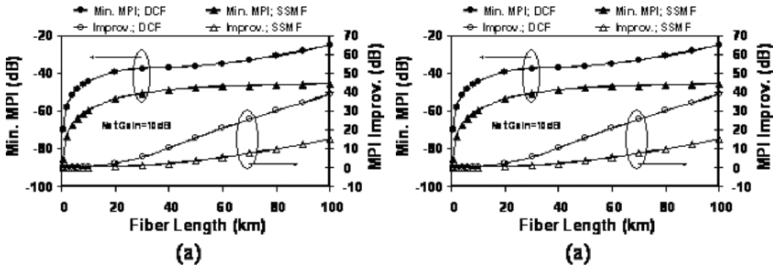 Min. MPI; DCF Min. MPI; SSMF
Improv.; DCF Improv.; SSMF
Min. MPI (dB)
-20
-40
-60
-80
-100
MPI Improv. (dB)
70
60
50
40
30
20
10
0
-10
Net Gain=10dB
0 20 40 60 80 100
Fiber Length (km)
(a)
Min. MPI; DCF Min. MPI; SSMF
Improv.; DCF Improv.; SSMF
Min. MPI (dB)
-20
-40
-60
-80
-100
MPI Improv. (dB)
70
60
50
40
30
20
10
0
-10
Net Gain=10dB
0 20 40 60 80 100
Fiber Length (km)
(a)